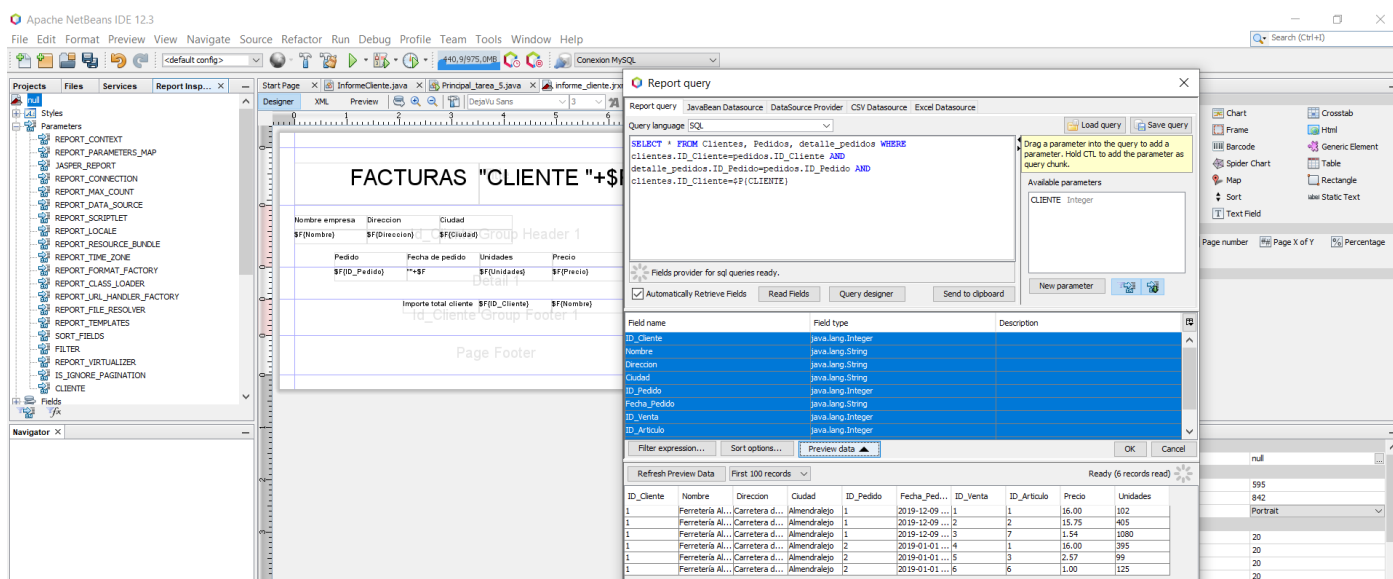 Apache NetBeans IDE 12.3
File Edit Format Preview View Navigate Source Refactor Run Debug Profile Team Tools Window Help
Search (Ctrl+I)
<default config>
440,9/975,0MB
Conexion MySQL
Projects Files Services Report Insp... ×
null
Styles
Parameters
REPORT_CONTEXT
REPORT_PARAMETERS_MAP
JASPER_REPORT
REPORT_CONNECTION
REPORT_MAX_COUNT
REPORT_DATA_SOURCE
REPORT_SCRIPTLET
REPORT_LOCALE
REPORT_RESOURCE_BUNDLE
REPORT_TIME_ZONE
REPORT_FORMAT_FACTORY
REPORT_CLASS_LOADER
REPORT_URL_HANDLER_FACTORY
REPORT_FILE_RESOLVER
REPORT_TEMPLATES
SORT_FIELDS
FILTER
REPORT_VIRTUALIZER
IS_IGNORE_PAGINATION
CLIENTE
Fields
fx
Navigator ×
Start Page × InformeCliente.java × Principal_tarea_5.java × informe_cliente.jrx
Designer XML Preview DejaVu Sans 3
0 1 2 3 4 5 6
FACTURAS "CLIENTE "+$F
Nombre empresa Direccion Ciudad
$F{Nombre} $F{Direccion} $F{Ciudad} Group Header 1
Pedido Fecha de pedido Unidades Precio
$F{ID_Pedido} ""+$F $F{Unidades} $F{Precio}
Detail 1
Importe total cliente $F{ID_Cliente} $F{Nombre}
Id_Cliente Group Footer 1
Page Footer
Report query
Report query JavaBean Datasource DataSource Provider CSV Datasource Excel Datasource
Query language SQL Load query Save query
SELECT * FROM Clientes, Pedidos, detalle_pedidos WHERE
clientes.ID_Cliente=pedidos.ID_Cliente AND
detalle_pedidos.ID_Pedido=pedidos.ID_Pedido AND
clientes.ID_Cliente=$P{CLIENTE}
Drag a parameter into the query to add a
parameter. Hold CTL to add the parameter as
query chunk.
Available parameters
CLIENTE Integer
New parameter
Fields provider for sql queries ready.
Automatically Retrieve Fields Read Fields Query designer Send to clipboard
Field name Field type Description
ID_Cliente java.lang.Integer
Nombre java.lang.String
Direccion java.lang.String
Ciudad java.lang.String
ID_Pedido java.lang.Integer
Fecha_Pedido java.lang.String
ID_Venta java.lang.Integer
ID_Articulo java.lang.Integer
Filter expression... Sort options... Preview data OK Cancel
Refresh Preview Data First 100 records Ready (6 records read)
ID_Cliente Nombre Direccion Ciudad ID_Pedido Fecha_Ped... ID_Venta ID_Articulo Precio Unidades
1 Ferretería Al... Carretera d... Almendralejo 1 2019-12-09 ... 1 1 16.00 102
1 Ferretería Al... Carretera d... Almendralejo 1 2019-12-09 ... 2 2 15.75 405
1 Ferretería Al... Carretera d... Almendralejo 1 2019-12-09 ... 3 7 1.54 1080
1 Ferretería Al... Carretera d... Almendralejo 2 2019-01-01 ... 4 1 16.00 395
1 Ferretería Al... Carretera d... Almendralejo 2 2019-01-01 ... 5 3 2.57 99
1 Ferretería Al... Carretera d... Almendralejo 2 2019-01-01 ... 6 6 1.00 125
Chart Crosstab
Frame Html
Barcode Generic Element
Spider Chart Table
Map Rectangle
Sort Static Text
Text Field
Page number Page X of Y Percentage
null
595
842
Portrait
20
20
20
20